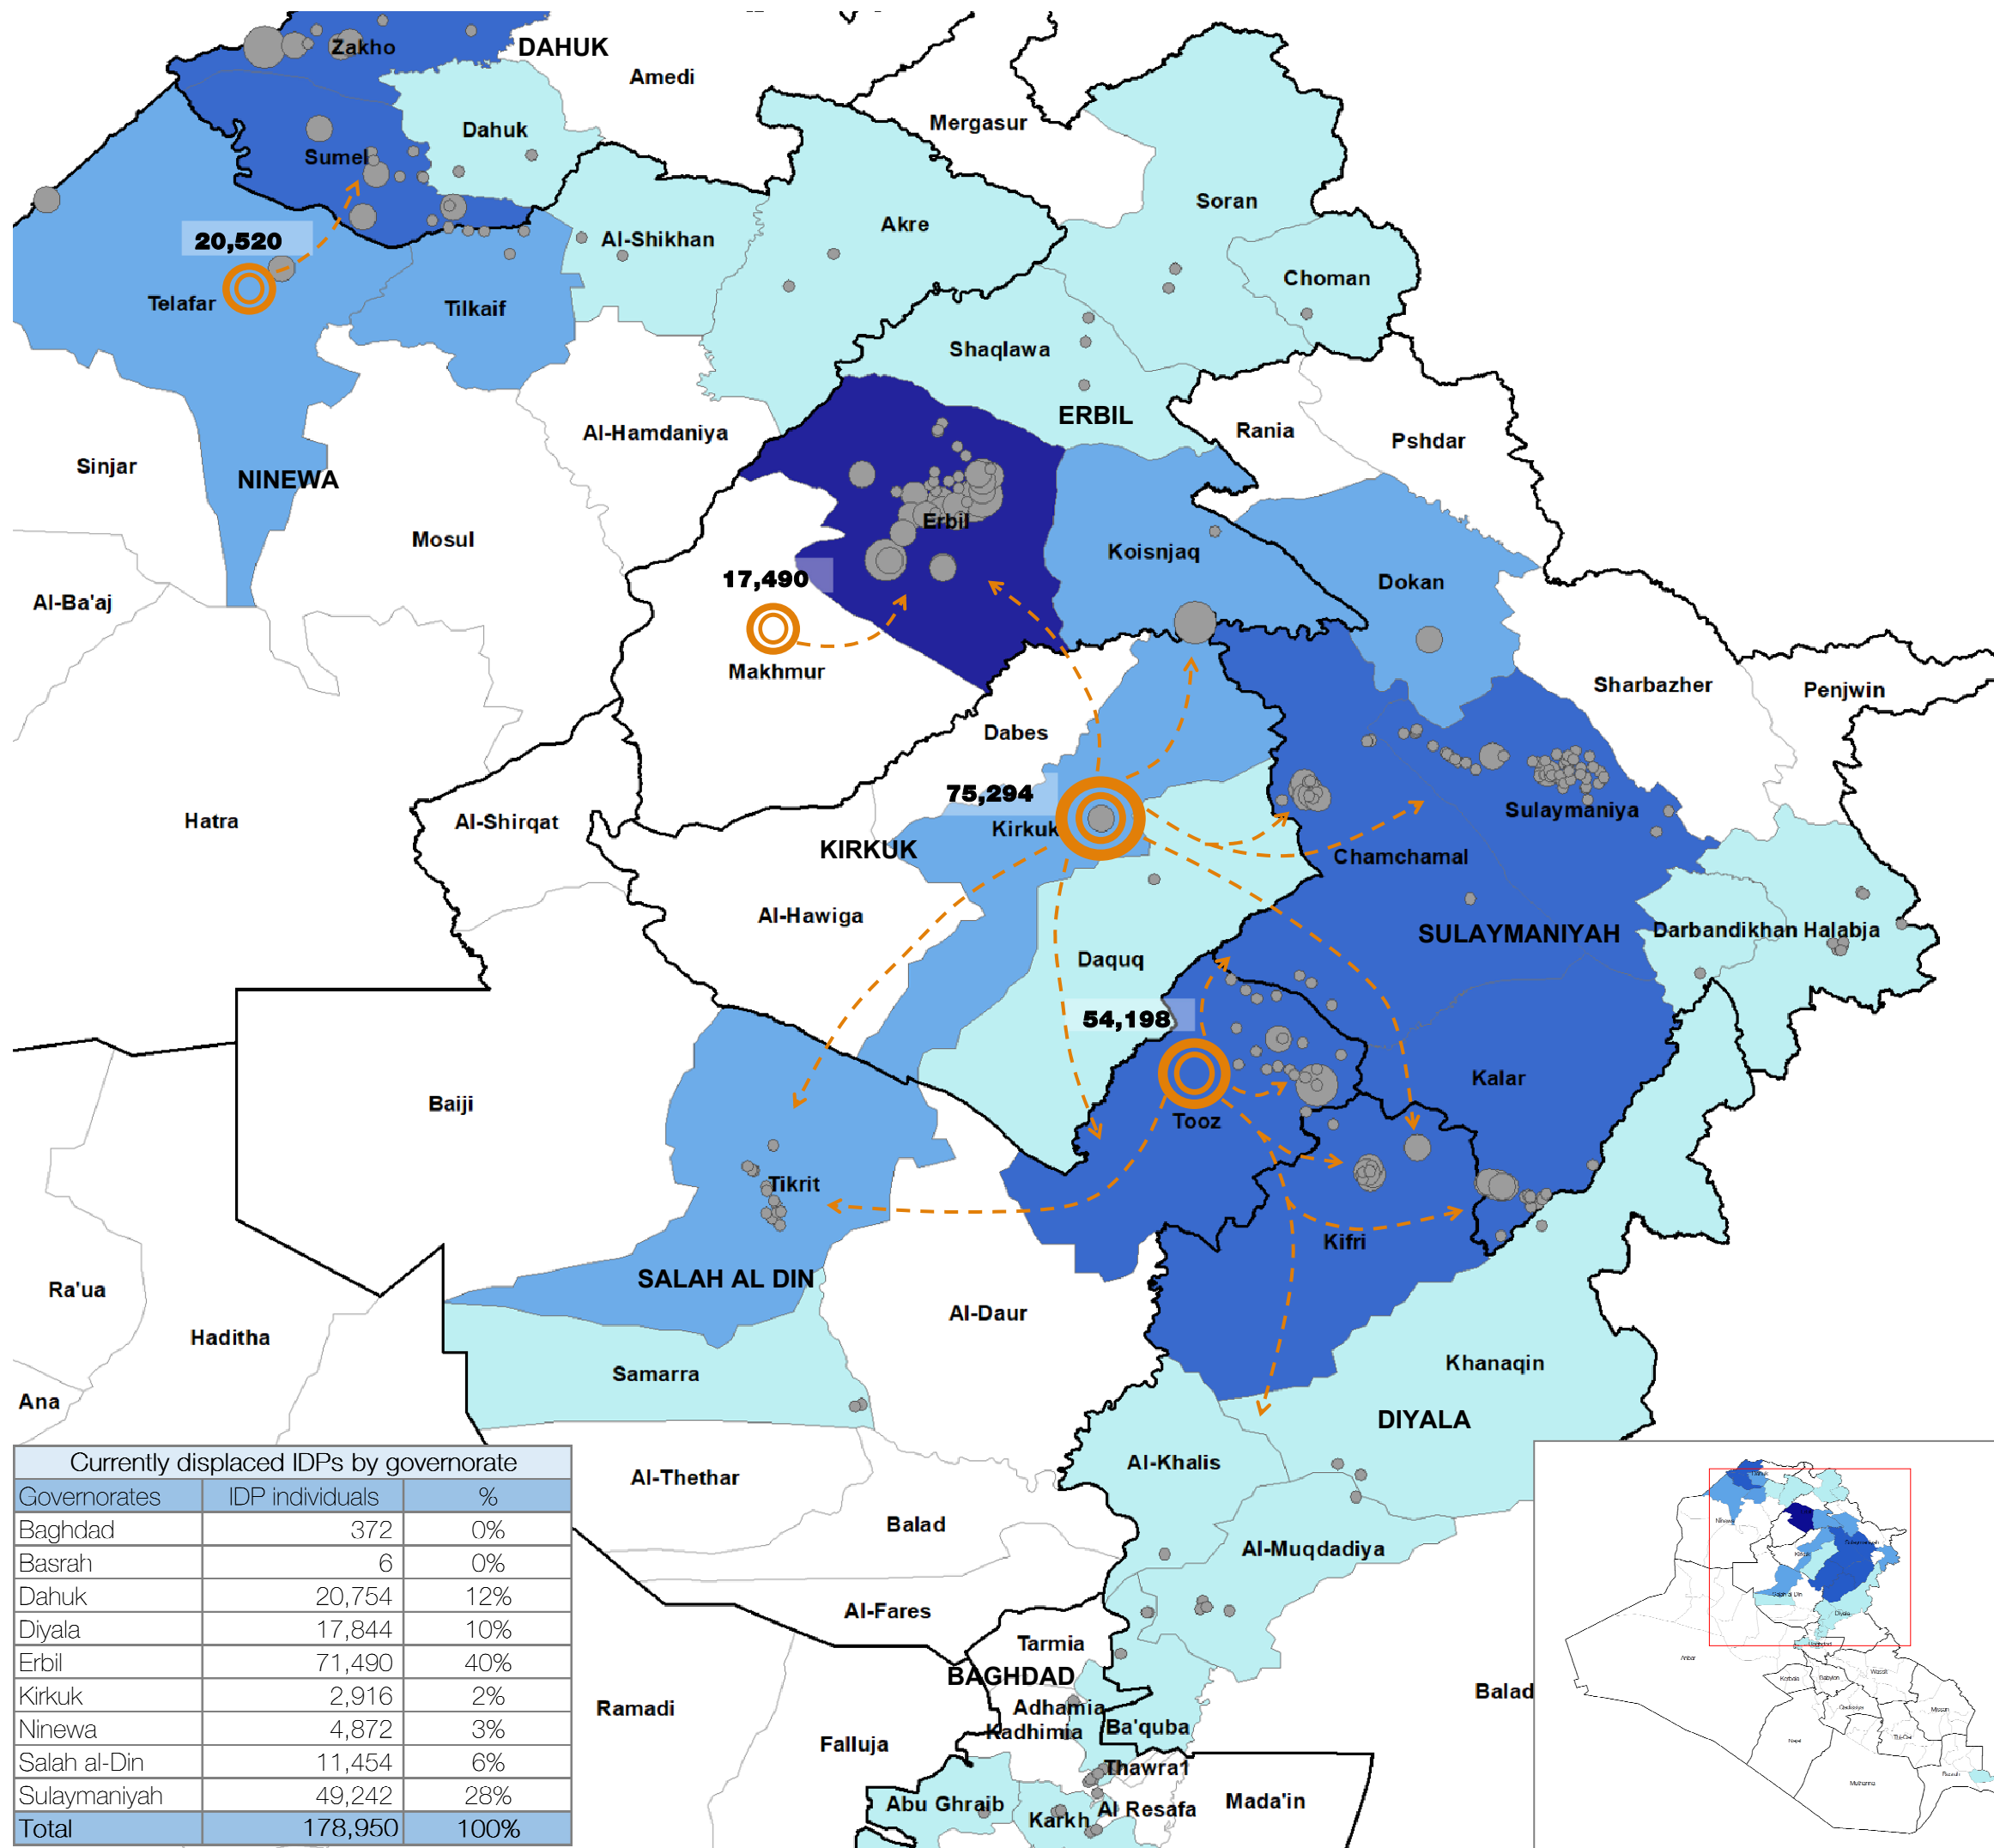 Zakho
DAHUK
Amedi
Mergasur
Dahuk
Sumel
Soran
Akre
Al-Shikhan
20,520
Choman
Telafar
Tilkaif
Shaqlawa
ERBIL
Rania
Al-Hamdaniya
Pshdar
Sinjar
NINEWA
Erbil
Mosul
Koisnjaq
17,490
Dokan
Al-Ba'aj
Makhmur
Sharbazher
Penjwin
Dabes
75,294
Sulaymaniya
Hatra
Al-Shirqat
Kirkuk
KIRKUK
Chamchamal
Al-Hawiga
Darbandikhan
Halabja
SULAYMANIYAH
Daquq
54,198
Kalar
Baiji
Tooz
Tikrit
Kifri
SALAH AL DIN
Ra'ua
Al-Daur
Haditha
Khanaqin
Samarra
Ana
DIYALA
Al-Khalis
Al-Thethar
Balad
Al-Muqdadiya
Al-Fares
Tarmia
BAGHDAD
Balad
Ramadi
Adhamia
Kadhimia
Ba'quba
Falluja
Thawra1
Abu Ghraib
Karkh
Al Resafa
Mada'in
Currently displaced IDPs by governorate
Governorates IDP individuals %
Baghdad 372 0%
Basrah 6 0%
Dahuk 20,754 12%
Diyala 17,844 10%
Erbil 71,490 40%
Kirkuk 2,916 2%
Ninewa 4,872 3%
Salah al-Din 11,454 6%
Sulaymaniyah 49,242 28%
Total 178,950 100%
Anbar
Missan
Muthanna